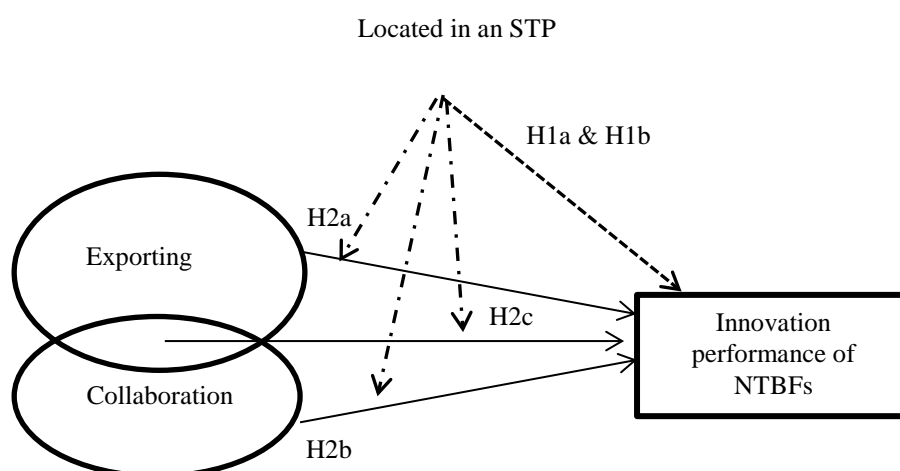 Located in an STP
H1a & H1b
H2a
Exporting
H2c
Innovation
performance of
NTBFs
Collaboration
H2b